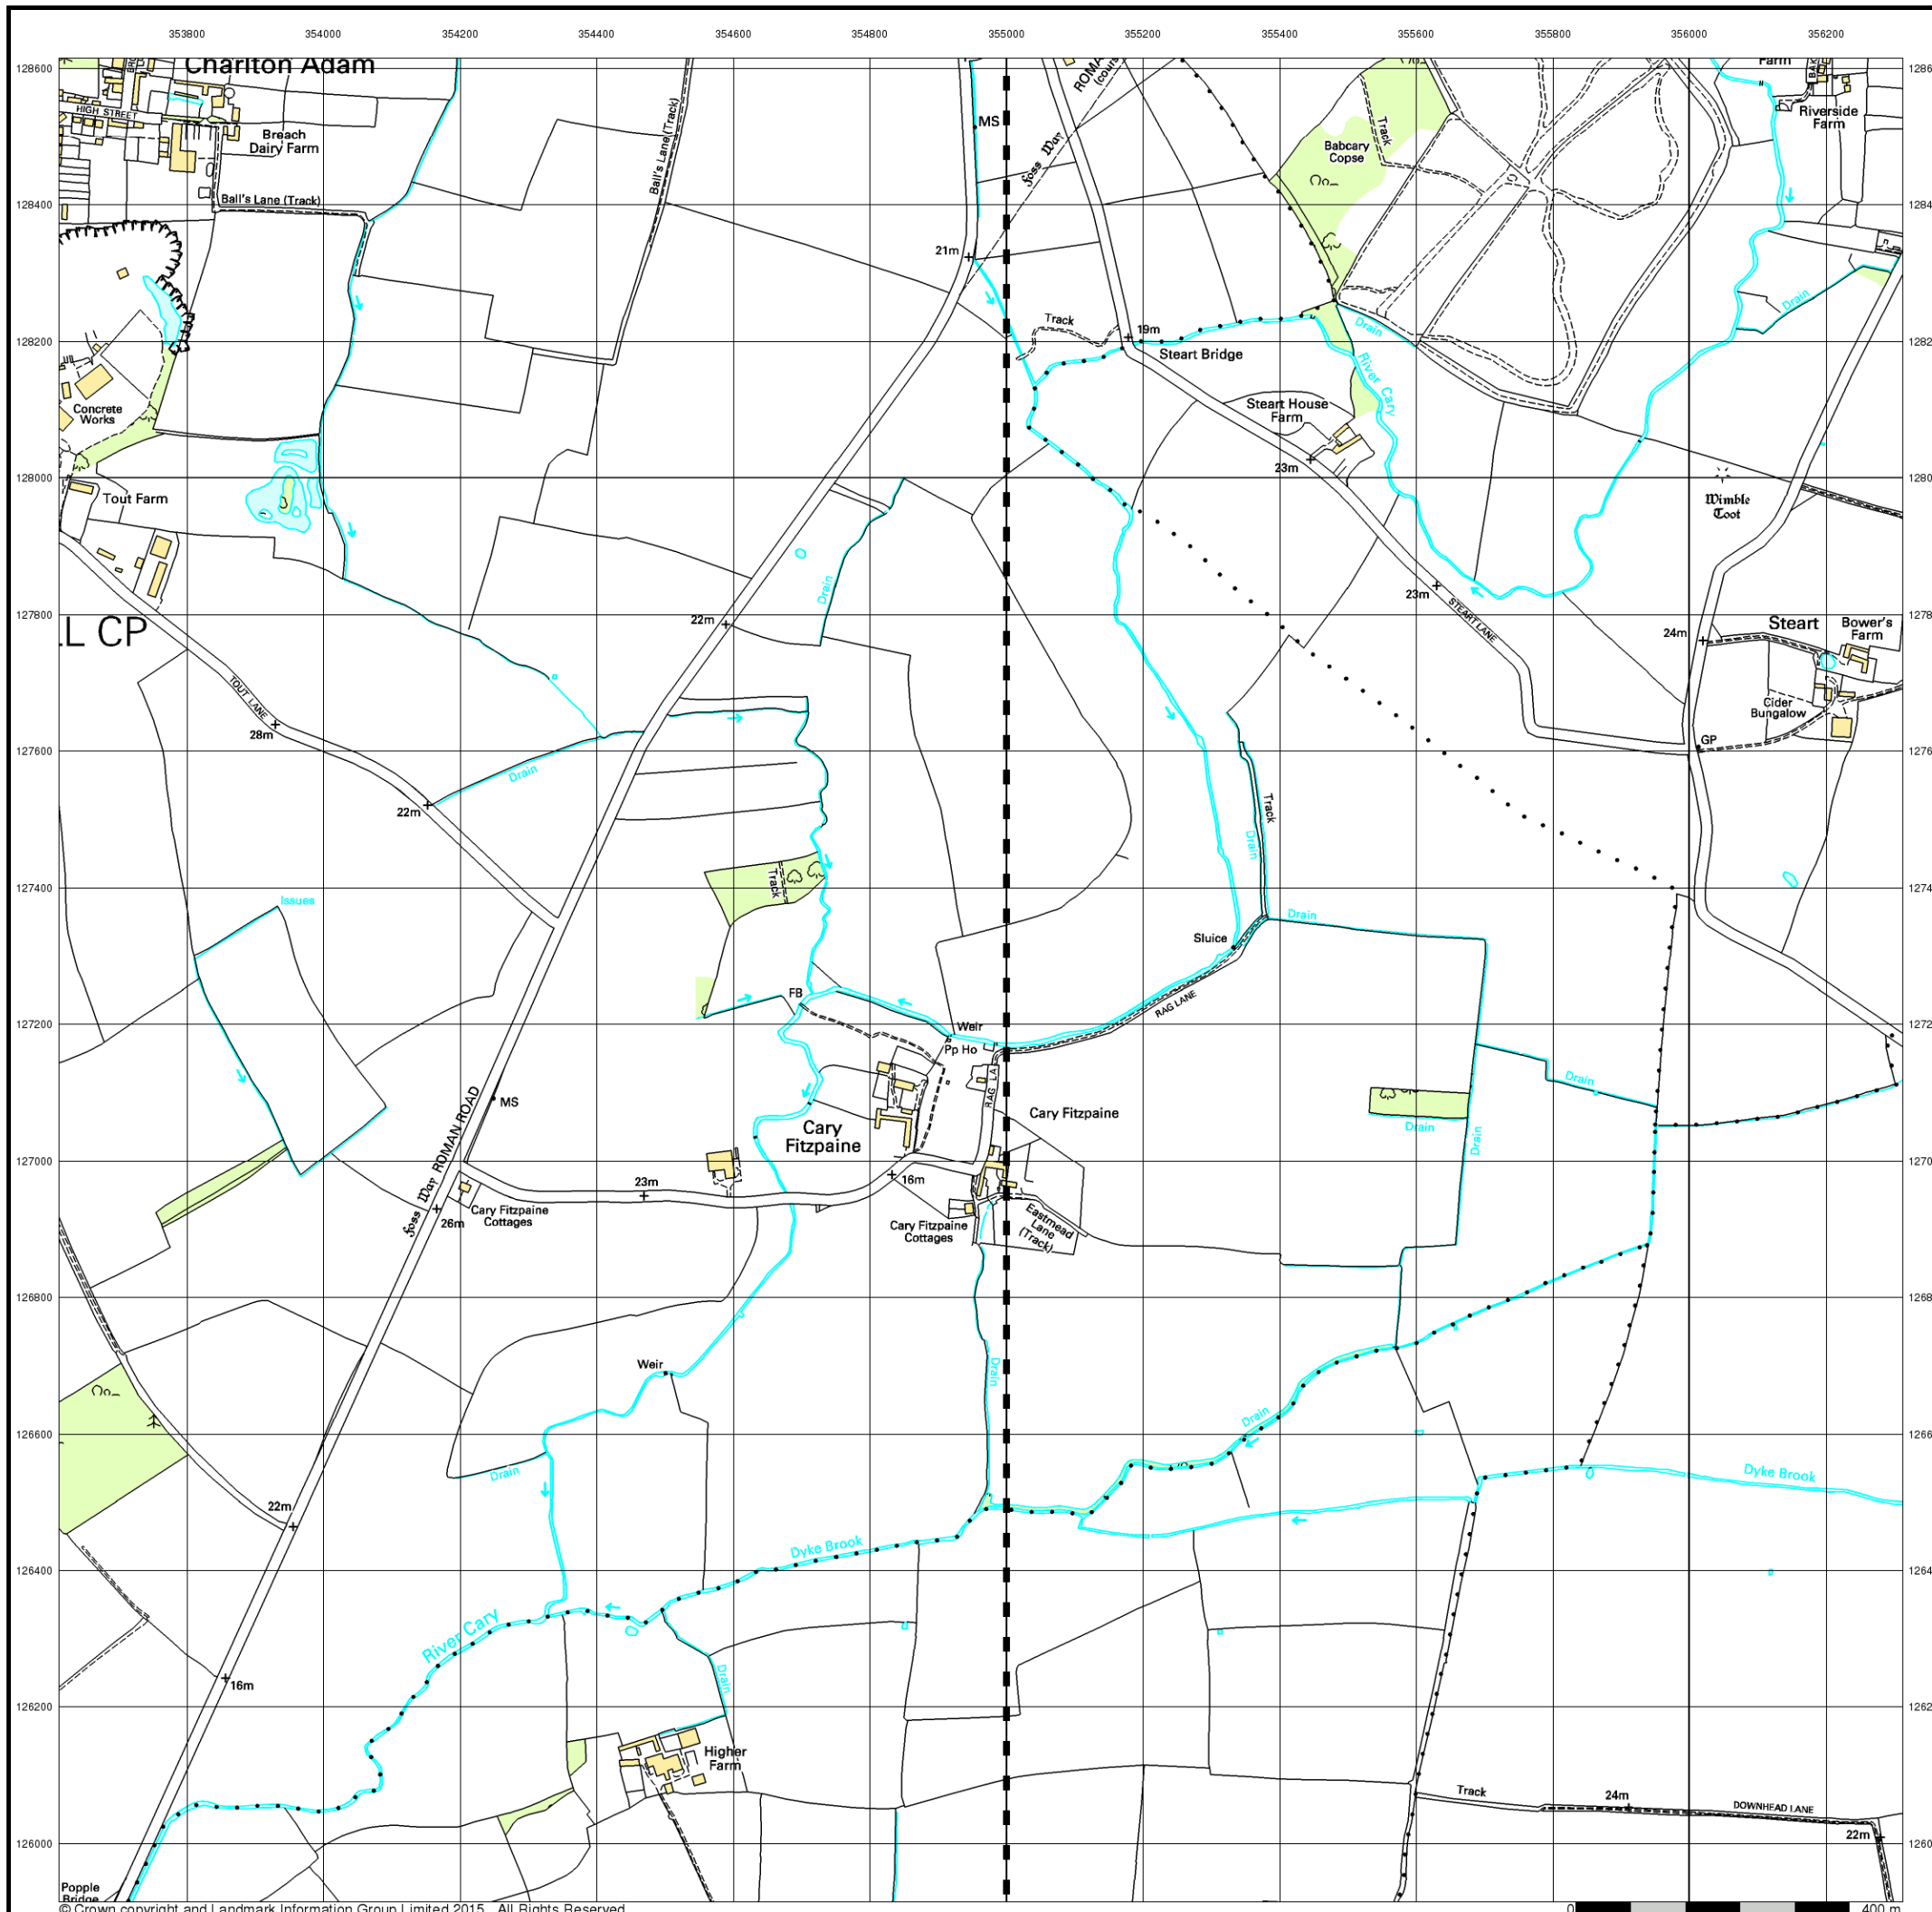 353800 354000 354200 354400 354600 354800 355000 355200 355400 355600 355800 356000 356200
128600
Charlton Adam
HIGH STREET
Breach
Dairy Farm
Ball's Lane (Track)
Ball's Lane (Track)
MS
Foss Way
Track
Babcary
Copse
Farm
Riverside
Farm
128400
21m
Drain
128200
Track
19m
Steart Bridge
Drain
River Cary
Concrete
Works
Steart House
Farm
23m
128000
Tout Farm
Wimble
Toot
Drain
127800
LL CP
22m
23m
STEART LANE
24m
Steart
Bower's
Farm
TOUT LANE
28m
Cider
Bungalow
GP
127600
Drain
22m
Track
Drain
127400
Track
Issues
Drain
Sluice
FB
RAG LANE
127200
Weir
Pp Ho
RAG LA
Drain
MS
Cary Fitzpaine
Cary
Fitzpaine
Drain
Drain
127000
Foss Way ROMAN ROAD
23m
16m
26m
Cary Fitzpaine
Cottages
Cary Fitzpaine
Cottages
Eastmead
Lane
(Track)
126800
Weir
Drain
126600
Drain
Drain
22m
Dyke Brook
Dyke Brook
126400
River Cary
16m
Drain
126200
Higher
Farm
Track
24m
DOWNHEAD LANE
22m
126000
Popple
Bridge
© Crown copyright and Landmark Information Group Limited 2015. All Rights Reserved.
0 400 m